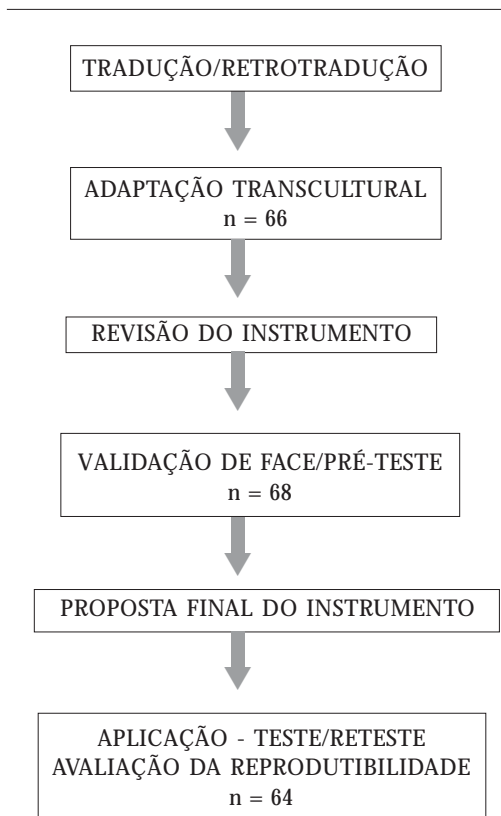 TRADUÇÃO/RETROTRADUÇÃO
ADAPTAÇÃO TRANSCULTURAL
n = 66
REVISÃO DO INSTRUMENTO
VALIDAÇÃO DE FACE/PRÉ-TESTE
n = 68
PROPOSTA FINAL DO INSTRUMENTO
APLICAÇÃO - TESTE/RETESTE
AVALIAÇÃO DA REPRODUTIBILIDADE
n = 64